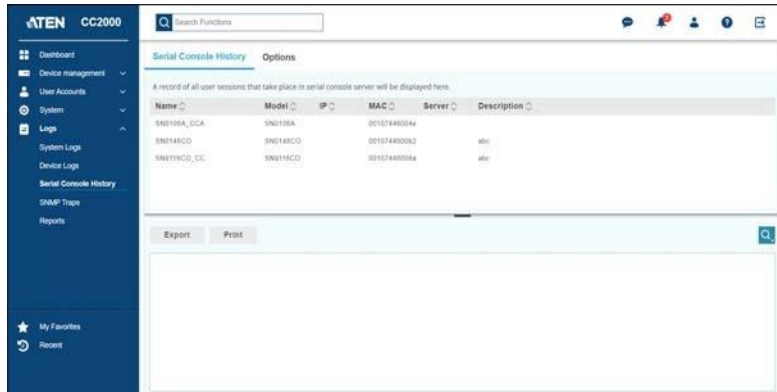 ATEN CC2000
Search Functions
2
Dashboard
Device management
User Accounts
System
Logs
System Logs
Device Logs
Serial Console History
SNMP Traps
Reports
My Favorites
Recent
Serial Console History Options
A record of all user sessions that take place in serial console server will be displayed here.
Name Model IP MAC Server Description
SN0108A_CCA SN0108A
SN0148CO SN0148CO abc
SN9116CO_CC SN9116CO abc
Export Print